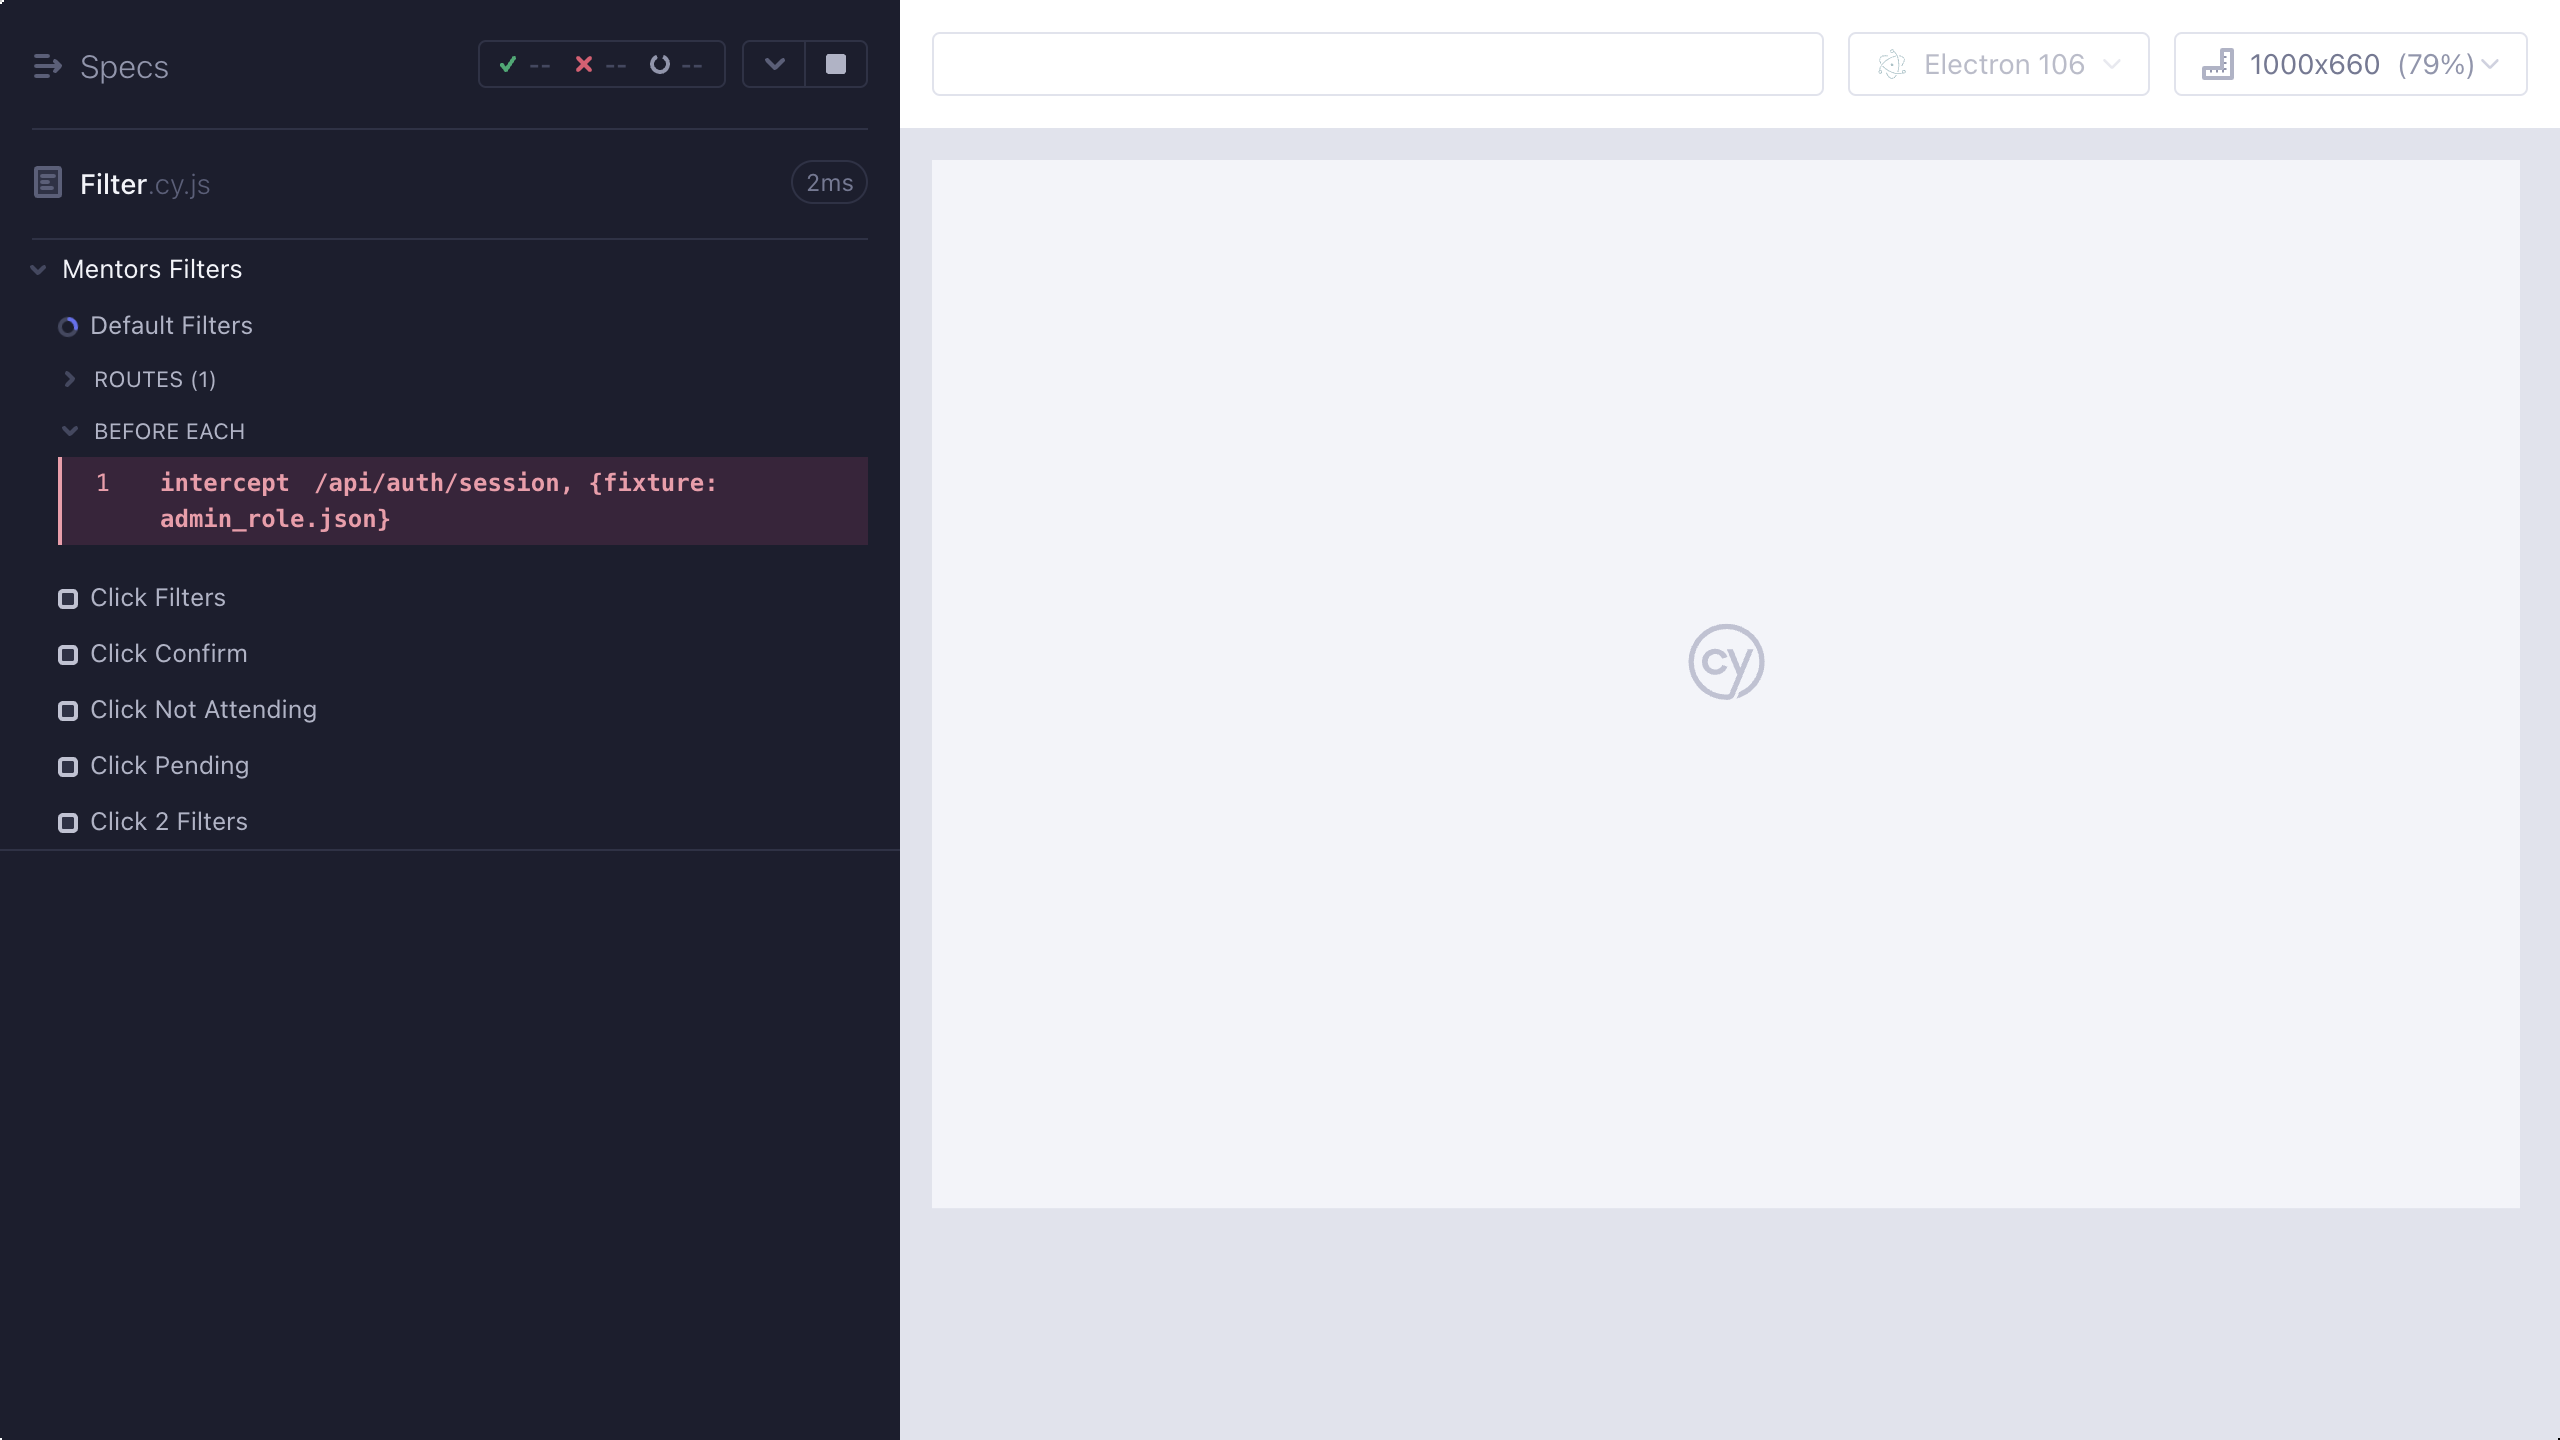 Specs
-- -- --
Electron 106
1000x660 (79%)
Filter.cy.js
2ms
Mentors Filters
Default Filters
ROUTES (1)
BEFORE EACH
1 intercept /api/auth/session, {fixture:
admin_role.json}
Click Filters
Click Confirm
Click Not Attending
Click Pending
Click 2 Filters
cy